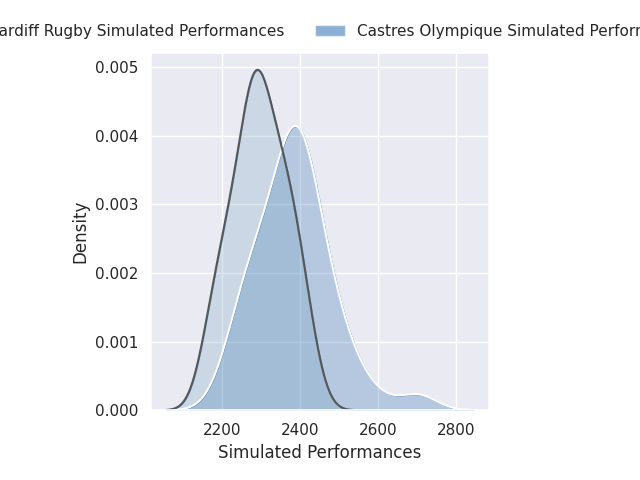 ardiff Rugby Simulated Performances
Castres Olympique Simulated Perfor
0.005
0.004
0.003
0.002
0.001
0.000
Density
2200
2400
2600
2800
Simulated Performances